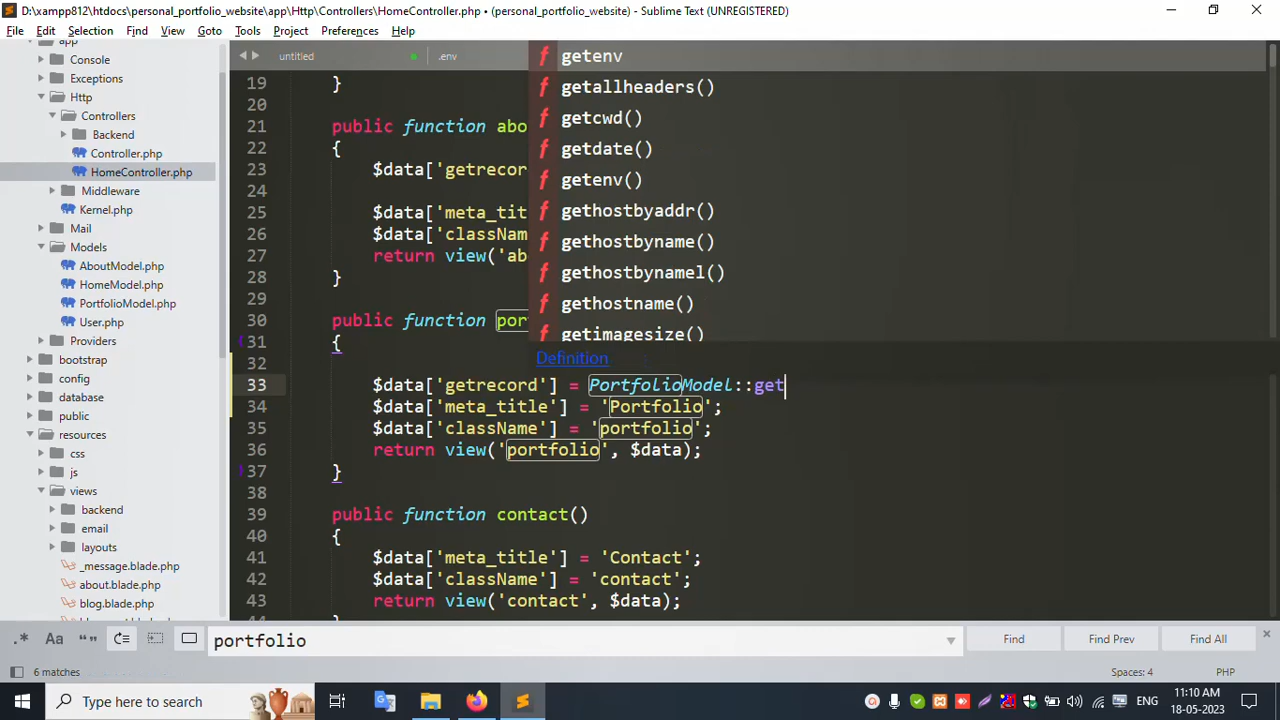 D:\xampp812\htdocs\personal_portfolio_website\app\Http\Controllers\HomeController.php • (personal_portfolio_website) - Sublime Text (UNREGISTERED)
File Edit Selection Find View Goto Tools Project Preferences Help
app
Console
Exceptions
Http
Controllers
Backend
Controller.php
HomeController.php
Middleware
Kernel.php
Mail
Models
AboutModel.php
HomeModel.php
PortfolioModel.php
User.php
Providers
bootstrap
config
database
public
resources
css
js
views
backend
email
layouts
_message.blade.php
about.blade.php
blog.blade.php
untitled .env
19 }
20
21 public function abo
22 {
23 $data['getrecor
24
25 $data['meta_tit
26 $data['className
27 return view('ab
28 }
29
30 public function por
31 {
32
33 $data['getrecord'] = PortfolioModel::get
34 $data['meta_title'] = 'Portfolio';
35 $data['className'] = 'portfolio';
36 return view('portfolio', $data);
37 }
38
39 public function contact()
40 {
41 $data['meta_title'] = 'Contact';
42 $data['className'] = 'contact';
43 return view('contact', $data);
f getenv
f getallheaders()
f getcwd()
f getdate()
f getenv()
f gethostbyaddr()
f gethostbyname()
f gethostbynamel()
f gethostname()
f getimagesize()
Definition
.* Aa “” portfolio Find Find Prev Find All
6 matches Spaces: 4 PHP
Type here to search ENG 11:10 AM
18-05-2023